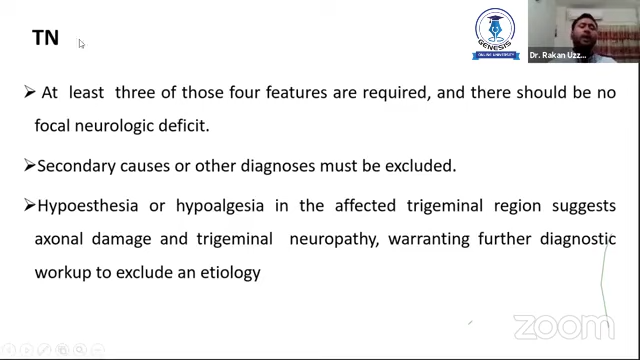 TN
GENESIS
ONLINE UNIVERSITY
Dr. Rakan Uzz...
➢ At least three of those four features are required, and there should be no
focal neurologic deficit.
➢Secondary causes or other diagnoses must be excluded.
➢Hypoesthesia or hypoalgesia in the affected trigeminal region suggests
axonal damage and trigeminal neuropathy, warranting further diagnostic
workup to exclude an etiology
zoom